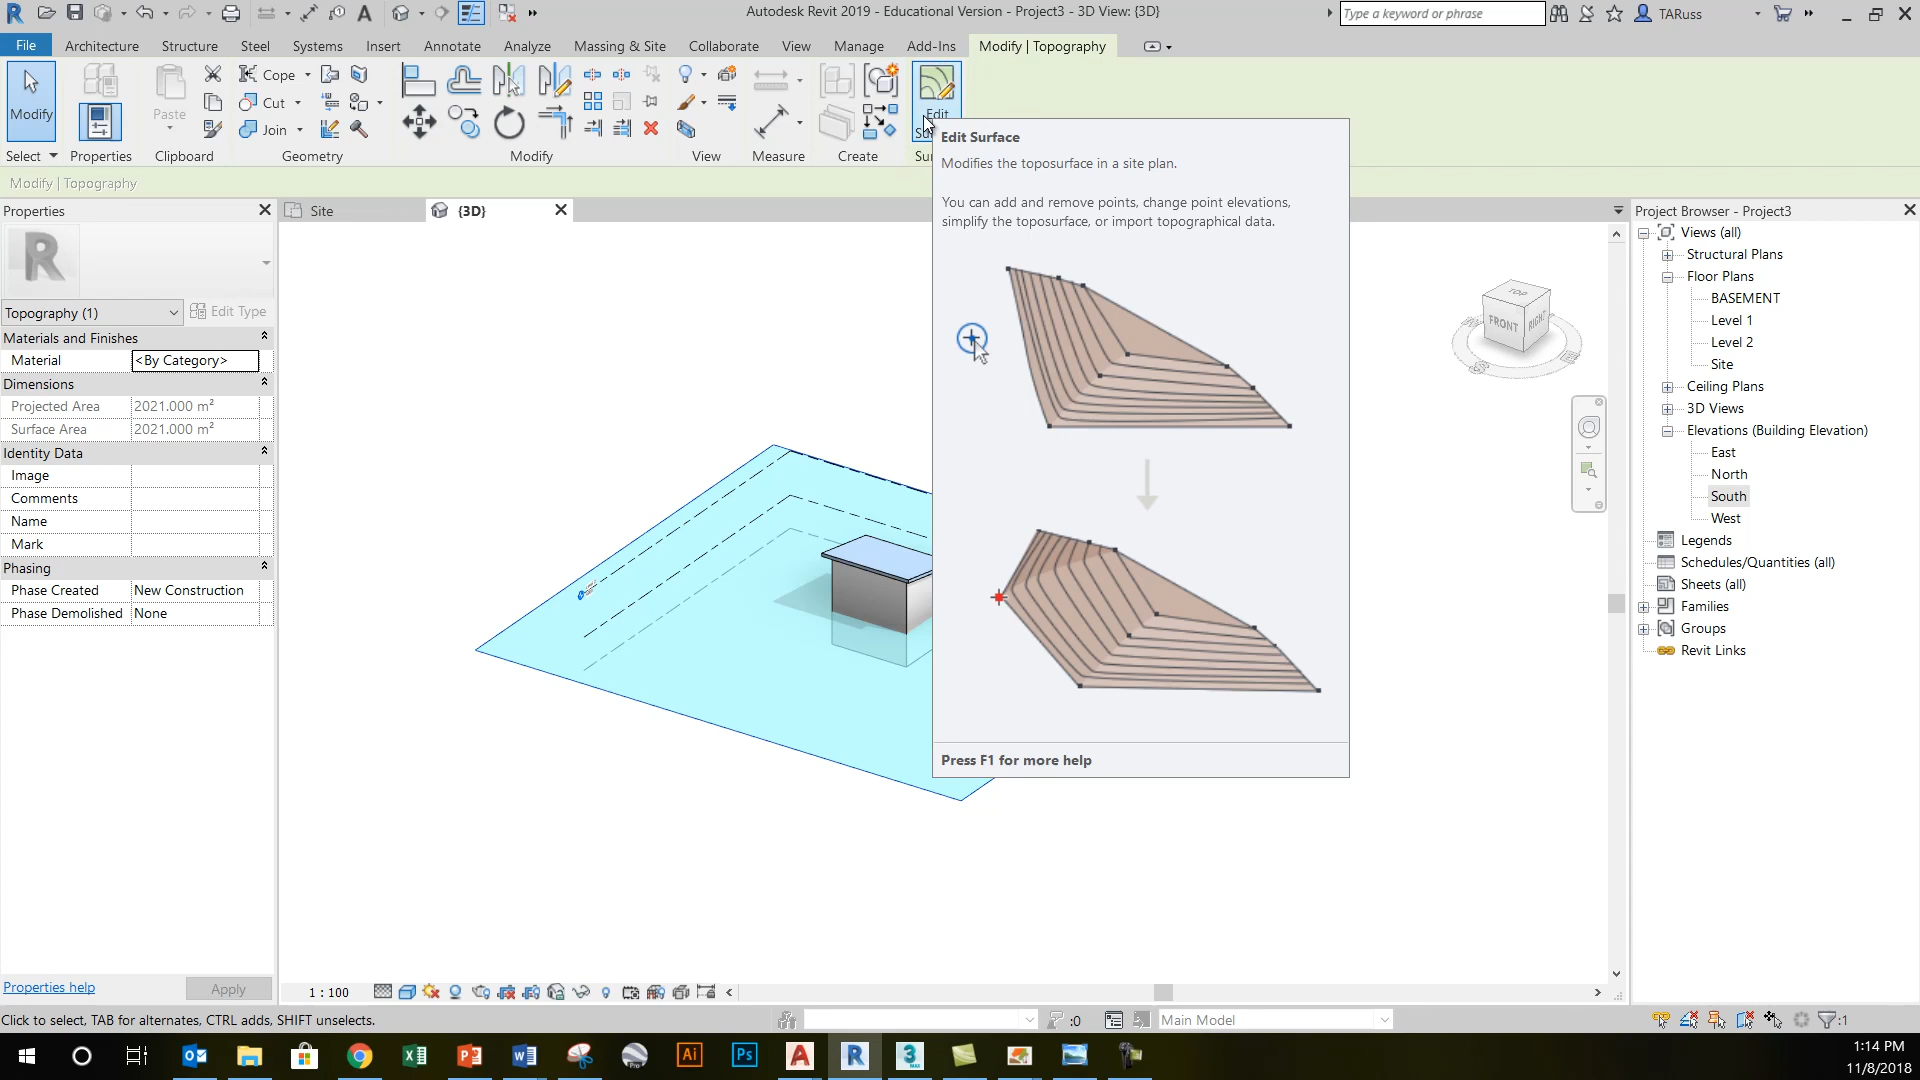 Autodesk Revit 2019 - Educational Version - Project3 - 3D View: {3D}
Type a keyword or phrase
TARuss
File Architecture Structure Steel Systems Insert Annotate Analyze Massing & Site Collaborate View Manage Add-Ins Modify | Topography
Modify
Paste
Cope
Cut
Join
Edit
Select Properties Clipboard Geometry Modify View Measure Create
Modify | Topography
Edit Surface
Modifies the toposurface in a site plan.
You can add and remove points, change point elevations,
simplify the toposurface, or import topographical data.
Press F1 for more help
Properties
Topography (1)
Edit Type
Materials and Finishes
Material <By Category>
Dimensions
Projected Area 2021.000 m²
Surface Area 2021.000 m²
Identity Data
Image
Comments
Name
Mark
Phasing
Phase Created New Construction
Phase Demolished None
Properties help
Apply
Site
{3D}
TOP
FRONT
RIGHT
Project Browser - Project3
Views (all)
Structural Plans
Floor Plans
BASEMENT
Level 1
Level 2
Site
Ceiling Plans
3D Views
Elevations (Building Elevation)
East
North
South
West
Legends
Schedules/Quantities (all)
Sheets (all)
Families
Groups
Revit Links
1 : 100
Click to select, TAB for alternates, CTRL adds, SHIFT unselects.
:0
Main Model
:1
1:14 PM
11/8/2018